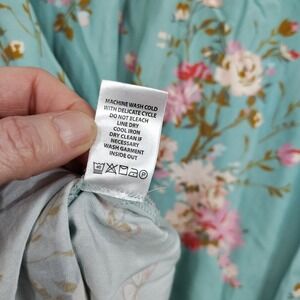 MACHINE WASH COLD
WITH DELICATE CYCLE
DO NOT BLEACH
LINE DRY
COOL IRON
DRY CLEAN IF
NECESSARY
WASH GARMENT
INSIDE OUT